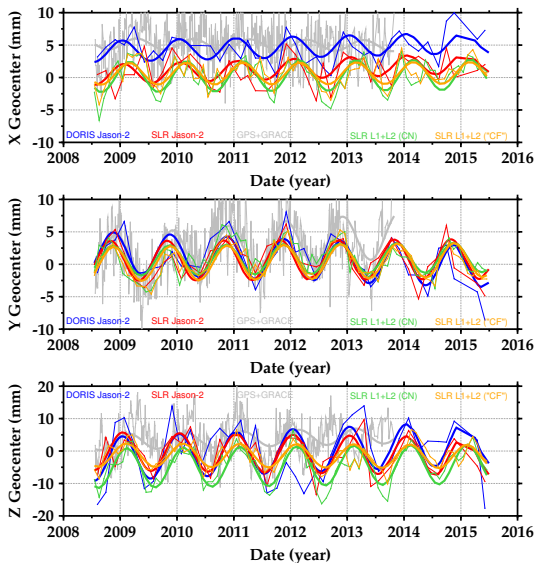 10
5
0
-5
-10
X Geocenter (mm)
DORIS Jason-2 SLR Jason-2 GPS+GRACE SLR L1+L2 (CN) SLR L1+L2 ("CF")
2008 2009 2010 2011 2012 2013 2014 2015 2016
Date (year)
10
5
0
-5
-10
Y Geocenter (mm)
DORIS Jason-2 SLR Jason-2 GPS+GRACE SLR L1+L2 (CN) SLR L1+L2 ("CF")
2008 2009 2010 2011 2012 2013 2014 2015 2016
Date (year)
20
10
0
-10
-20
Z Geocenter (mm)
DORIS Jason-2 SLR Jason-2 GPS+GRACE SLR L1+L2 (CN) SLR L1+L2 ("CF")
2008 2009 2010 2011 2012 2013 2014 2015 2016
Date (year)